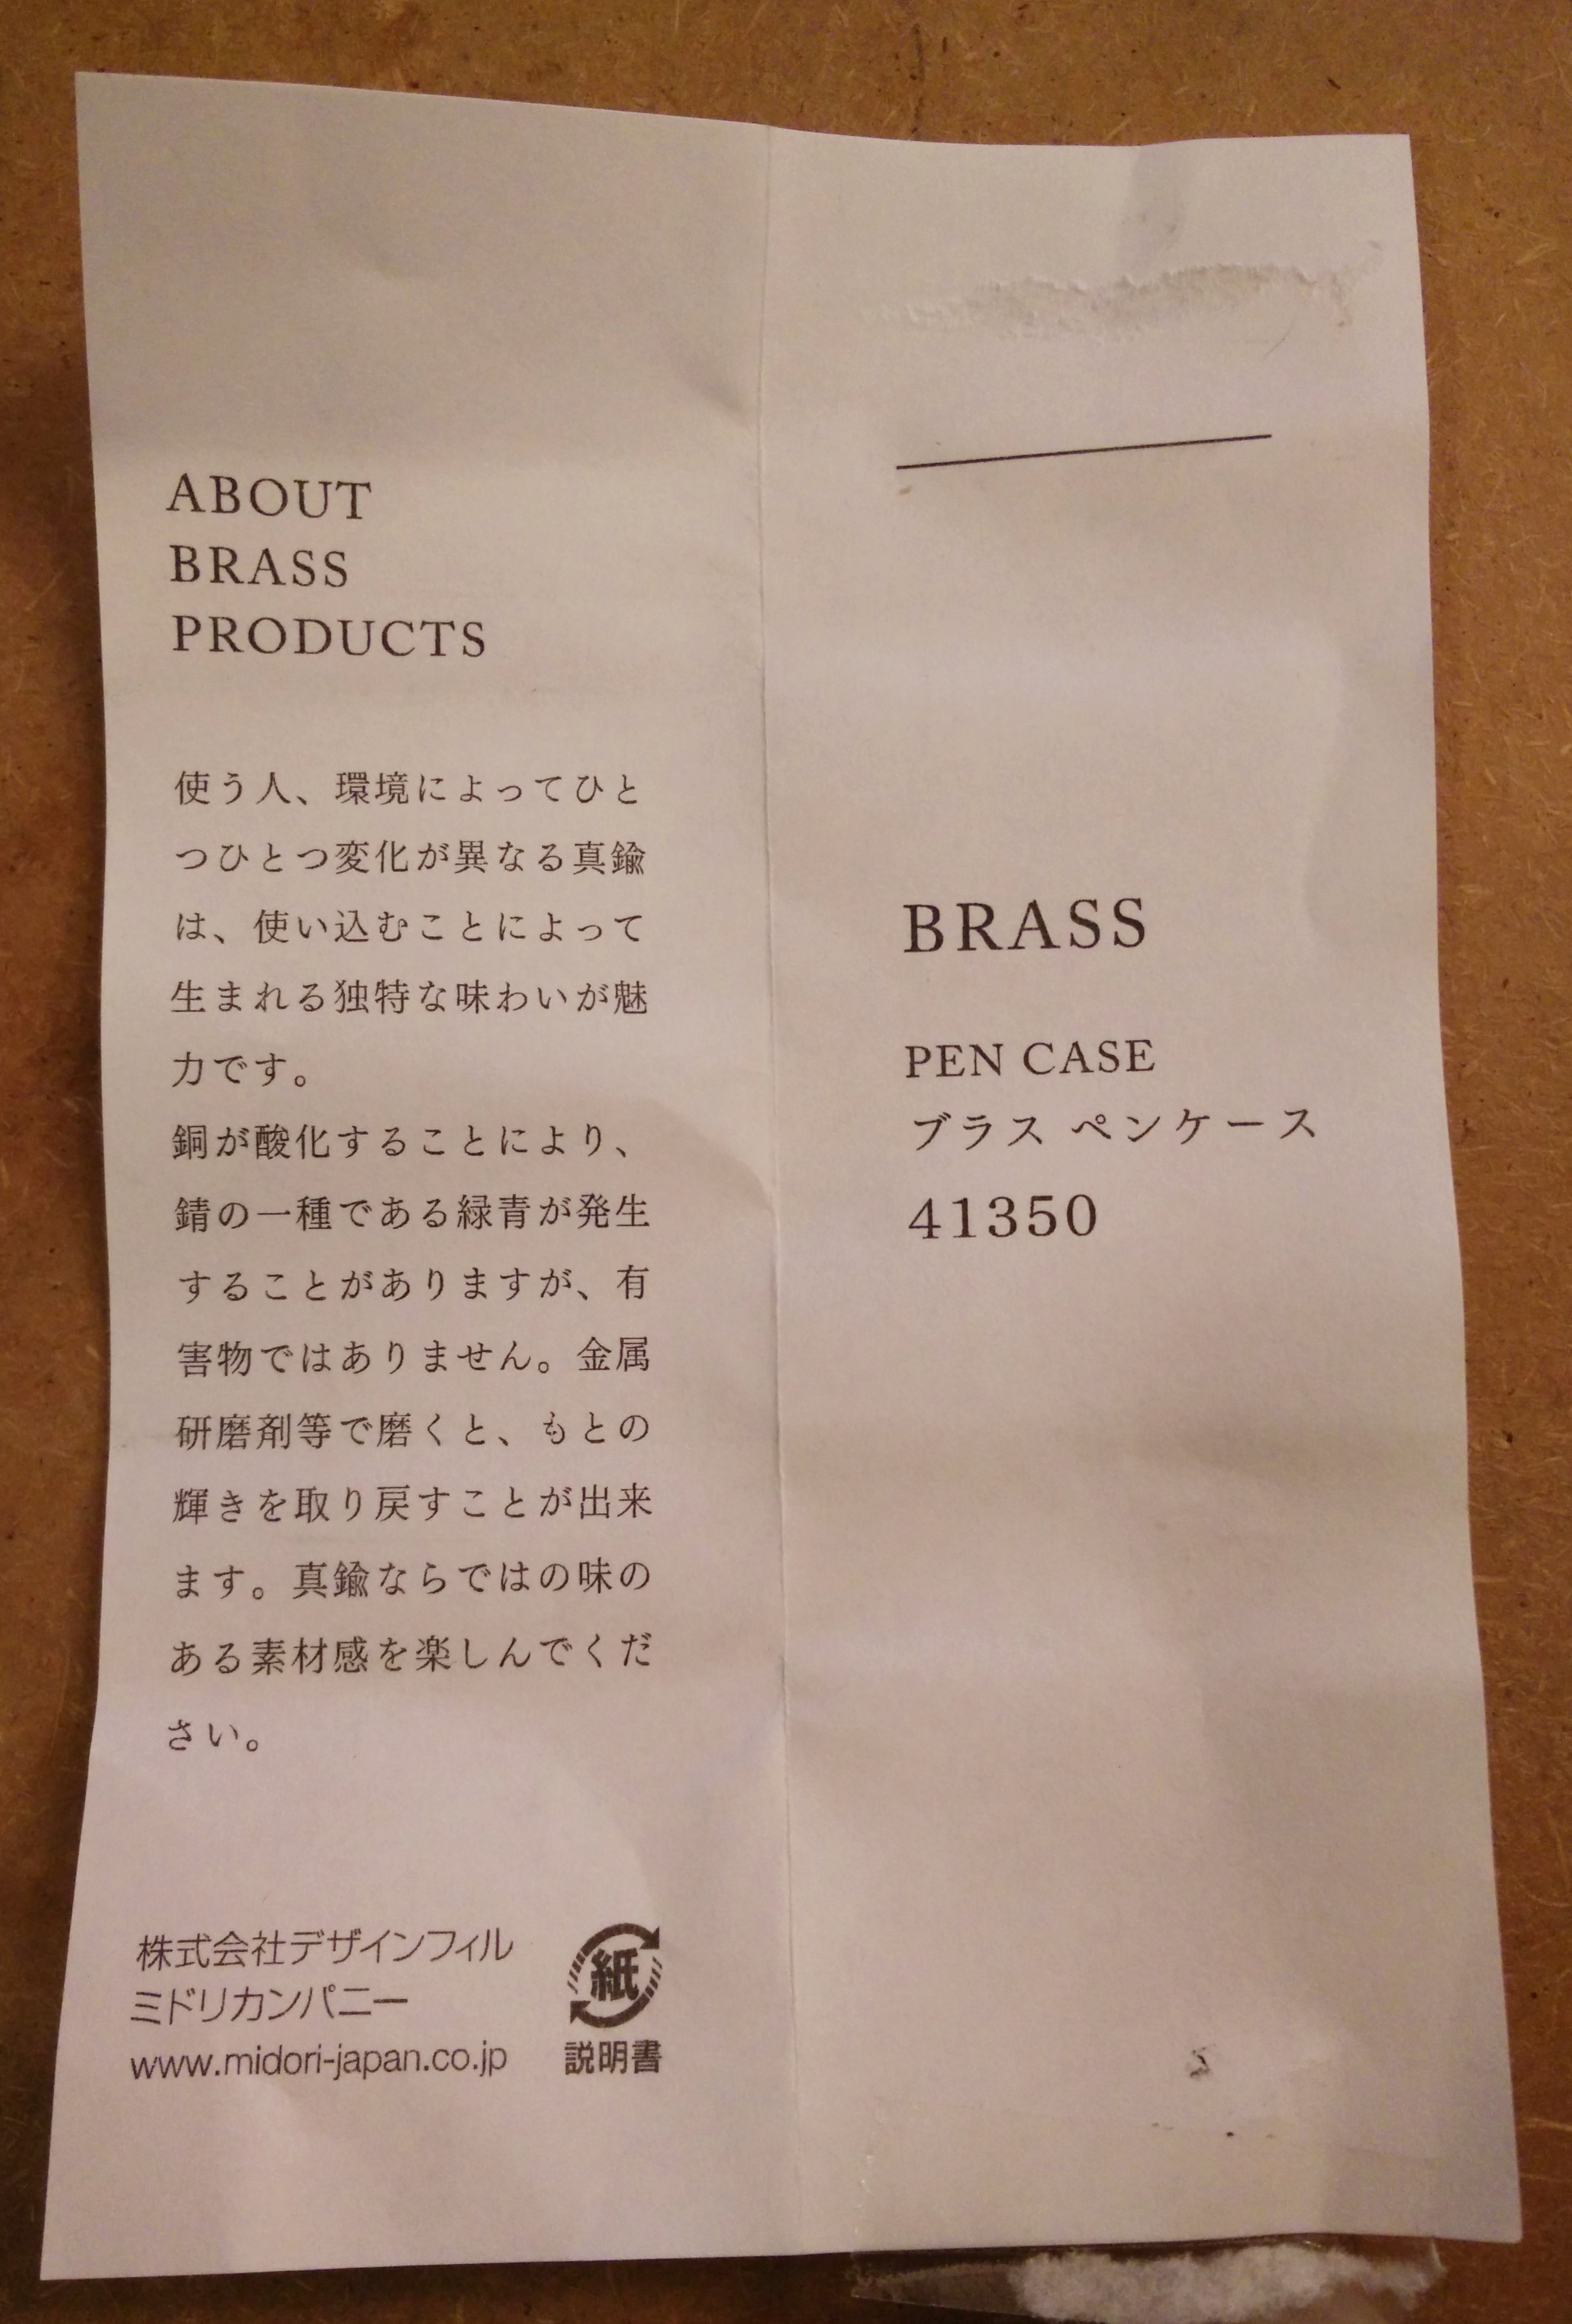 ABOUT
BRASS
PRODUCTS
使う人、環境によってひと
つひとつ変化が異なる真鍮
は、使い込むことによって
生まれる独特な味わいが魅
力です。
銅が酸化することにより、
錆の一種である緑青が発生
することがありますが、有
害物ではありません。金属
研磨剤等で磨くと、もとの
輝きを取り戻すことが出来
ます。真鍮ならではの味の
ある素材感を楽しんでくだ
さい。
株式会社デザインフィル
ミドリカンパニー
www.midori-japan.co.jp
紙
説明書
BRASS
PEN CASE
ブラス ペンケース
41350